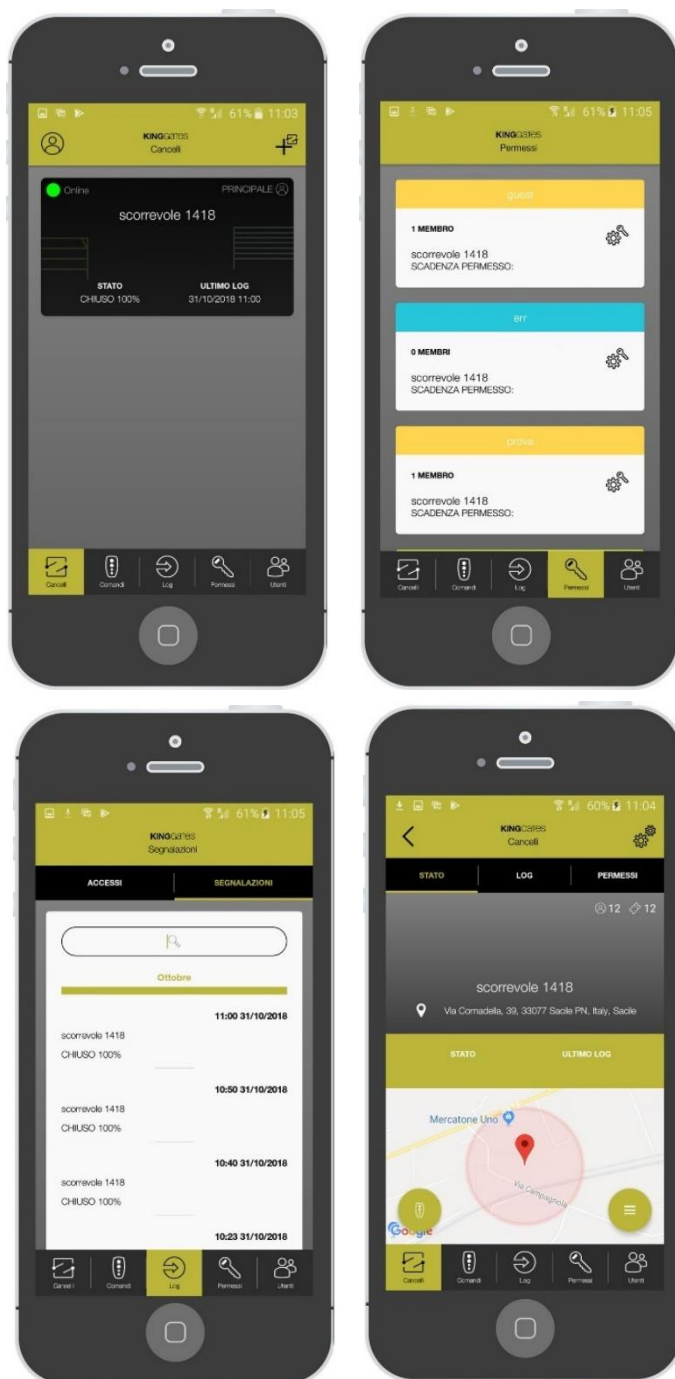 61% 11:03
KINGGATES
Cancelli
Online PRINCIPALE
scorrevole 1418
STATO ULTIMO LOG
CHIUSO 100% 31/10/2018 11:00
Cancelli Comandi Log Permessi Utenti
61% 11:05
KINGGATES
Permessi
guest
1 MEMBRO
scorrevole 1418
SCADENZA PERMESSO:
err
0 MEMBRI
scorrevole 1418
SCADENZA PERMESSO:
prova
1 MEMBRO
scorrevole 1418
SCADENZA PERMESSO:
Cancelli Comandi Log Permessi Utenti
61% 11:05
KINGGATES
Segnalazioni
ACCESSI SEGNALAZIONI
Ottobre
11:00 31/10/2018
scorrevole 1418
CHIUSO 100%
10:50 31/10/2018
scorrevole 1418
CHIUSO 100%
10:40 31/10/2018
scorrevole 1418
CHIUSO 100%
10:23 31/10/2018
Cancelli Comandi Log Permessi Utenti
60% 11:04
KINGGATES
Cancelli
STATO LOG PERMESSI
12 12
scorrevole 1418
Via Cornadella, 39, 33077 Sacile PN, Italy, Sacile
STATO ULTIMO LOG
Mercatone Uno
Via Campagnola
Google
Cancelli Comandi Log Permessi Utenti